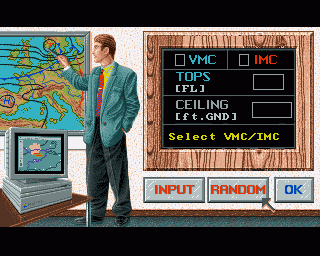 VMC IMC
TOPS
[FL]
CEILING
[ft.GND]
Select VMC/IMC
INPUT RANDOM OK